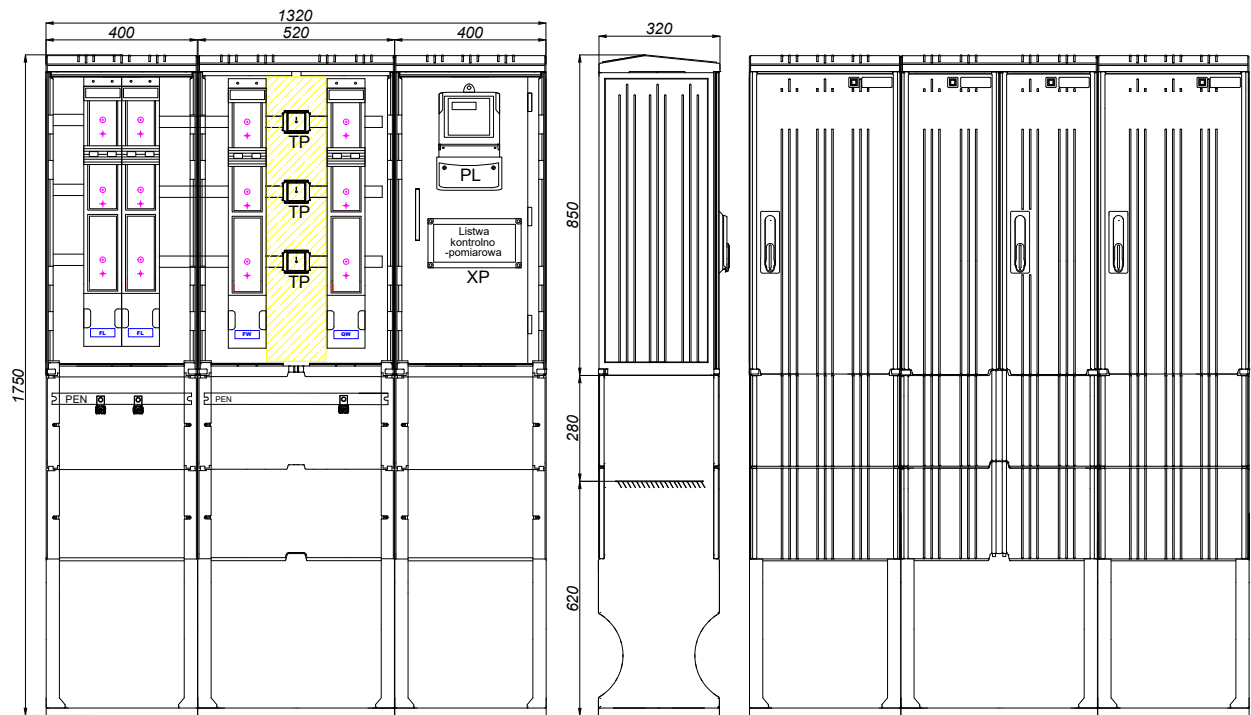 1320
400
520
400
320
TP
PL
TP
Listwa
kontrolno
-pomiarowa
XP
TP
FL
FL
FW
GW
PEN
PEN
1750
850
280
620